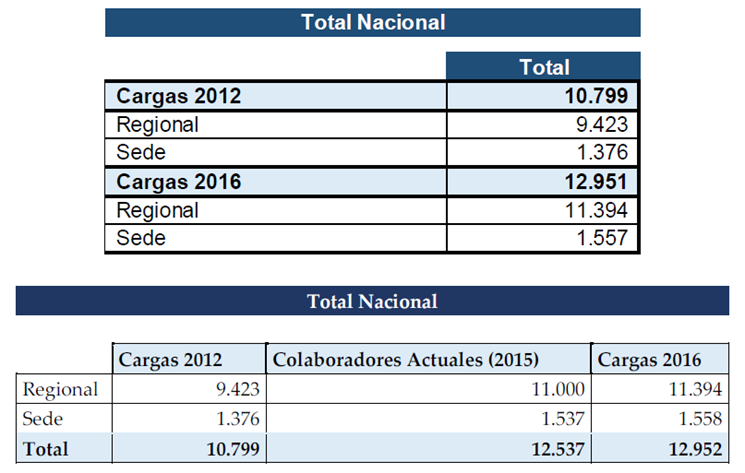 Total Nacional
Total
Cargas 2012 10.799
Regional 9.423
Sede 1.376
Cargas 2016 12.951
Regional 11.394
Sede 1.557
Total Nacional
Cargas 2012 Colaboradores Actuales (2015) Cargas 2016
Regional 9.423 11.000 11.394
Sede 1.376 1.537 1.558
Total 10.799 12.537 12.952